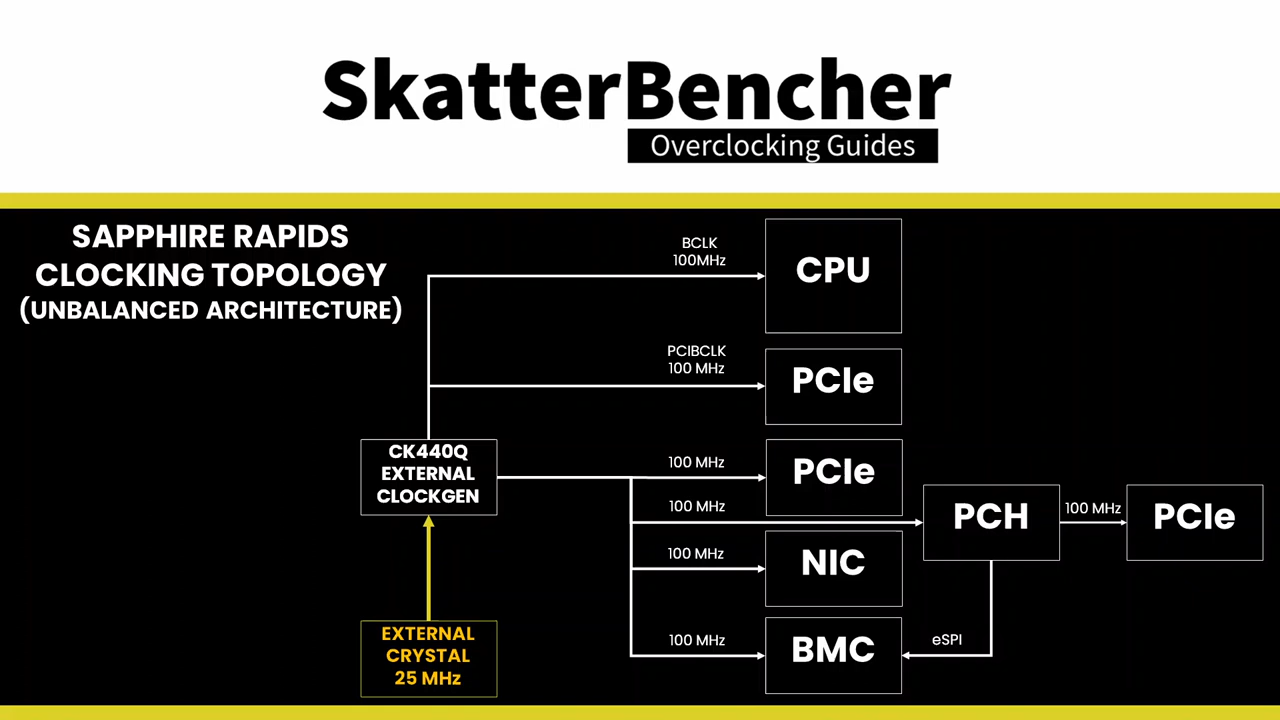 SkatterBencher
Overclocking Guides
SAPPHIRE RAPIDS
CLOCKING TOPOLOGY
(UNBALANCED ARCHITECTURE)
BCLK
100MHz
CPU
PCIBCLK
100 MHz
PCIe
CK440Q
EXTERNAL
CLOCKGEN
100 MHz
PCIe
100 MHz
PCH
100 MHz
PCIe
100 MHz
NIC
100 MHz
BMC
eSPI
EXTERNAL
CRYSTAL
25 MHz